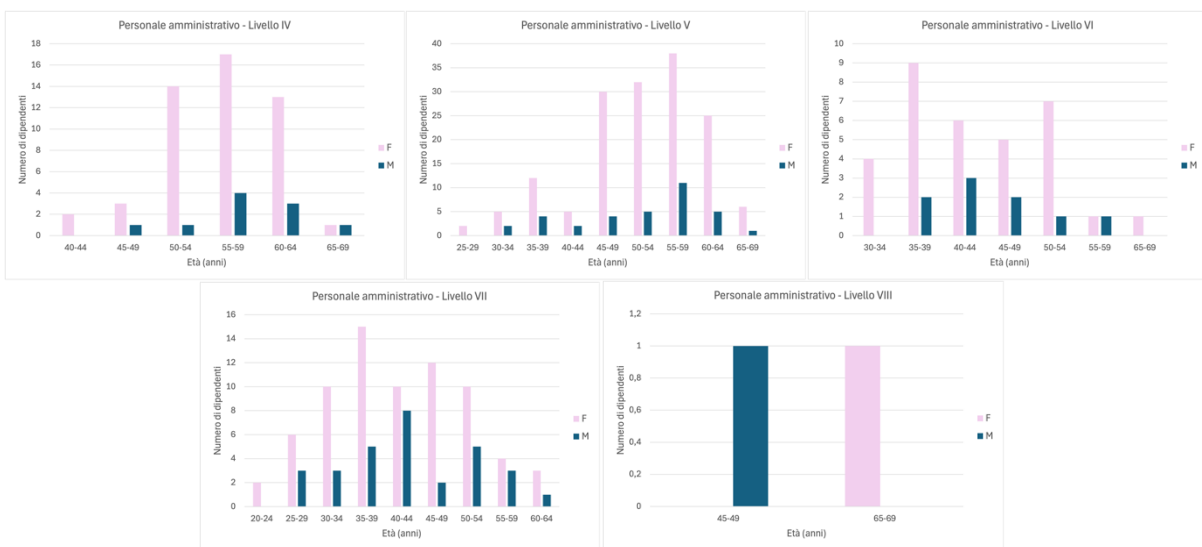 Personale amministrativo - Livello IV
Numero di dipendenti
18
16
14
12
10
8
6
4
2
0
40-44 45-49 50-54 55-59 60-64 65-69
Età (anni)
F
M
Personale amministrativo - Livello V
Numero di dipendenti
40
35
30
25
20
15
10
5
0
25-29 30-34 35-39 40-44 45-49 50-54 55-59 60-64 65-69
Età (anni)
F
M
Personale amministrativo - Livello VI
Numero di dipendenti
10
9
8
7
6
5
4
3
2
1
0
30-34 35-39 40-44 45-49 50-54 55-59 65-69
Età (anni)
F
M
Personale amministrativo - Livello VII
Numero di dipendenti
16
14
12
10
8
6
4
2
0
20-24 25-29 30-34 35-39 40-44 45-49 50-54 55-59 60-64
Età (anni)
F
M
Personale amministrativo - Livello VIII
Numero di dipendenti
1,2
1
0,8
0,6
0,4
0,2
0
45-49 65-69
Età (anni)
F
M